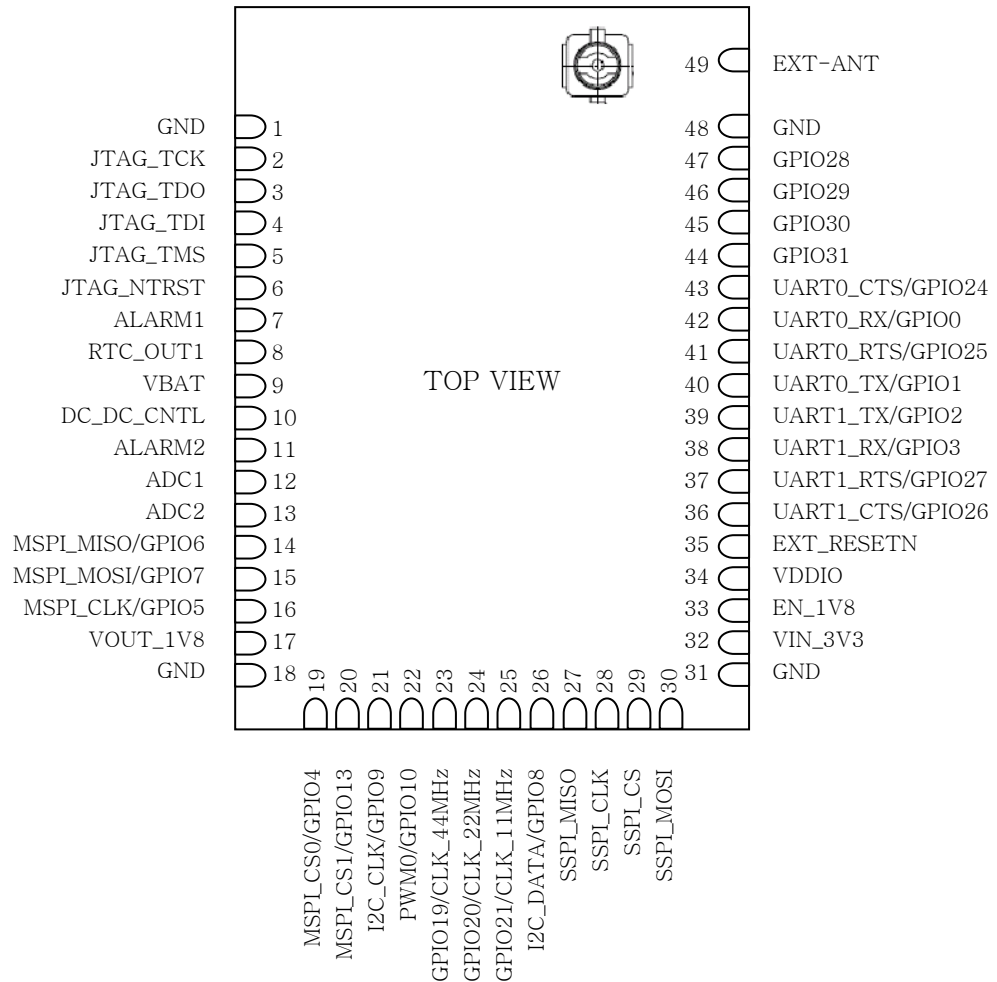 49 EXT-ANT
GND 1
JTAG_TCK 2
JTAG_TDO 3
JTAG_TDI 4
JTAG_TMS 5
JTAG_NTRST 6
ALARM1 7
RTC_OUT1 8
VBAT 9
DC_DC_CNTL 10
ALARM2 11
ADC1 12
ADC2 13
MSPI_MISO/GPIO6 14
MSPI_MOSI/GPIO7 15
MSPI_CLK/GPIO5 16
VOUT_1V8 17
GND 18
TOP VIEW
48 GND
47 GPIO28
46 GPIO29
45 GPIO30
44 GPIO31
43 UART0_CTS/GPIO24
42 UART0_RX/GPIO0
41 UART0_RTS/GPIO25
40 UART0_TX/GPIO1
39 UART1_TX/GPIO2
38 UART1_RX/GPIO3
37 UART1_RTS/GPIO27
36 UART1_CTS/GPIO26
35 EXT_RESETN
34 VDDIO
33 EN_1V8
32 VIN_3V3
31 GND
19 MSPI_CS0/GPIO4
20 MSPI_CS1/GPIO13
21 I2C_CLK/GPIO9
22 PWM0/GPIO10
23 GPIO19/CLK_44MHz
24 GPIO20/CLK_22MHz
25 GPIO21/CLK_11MHz
26 I2C_DATA/GPIO8
27 SSPI_MISO
28 SSPI_CLK
29 SSPI_CS
30 SSPI_MOSI